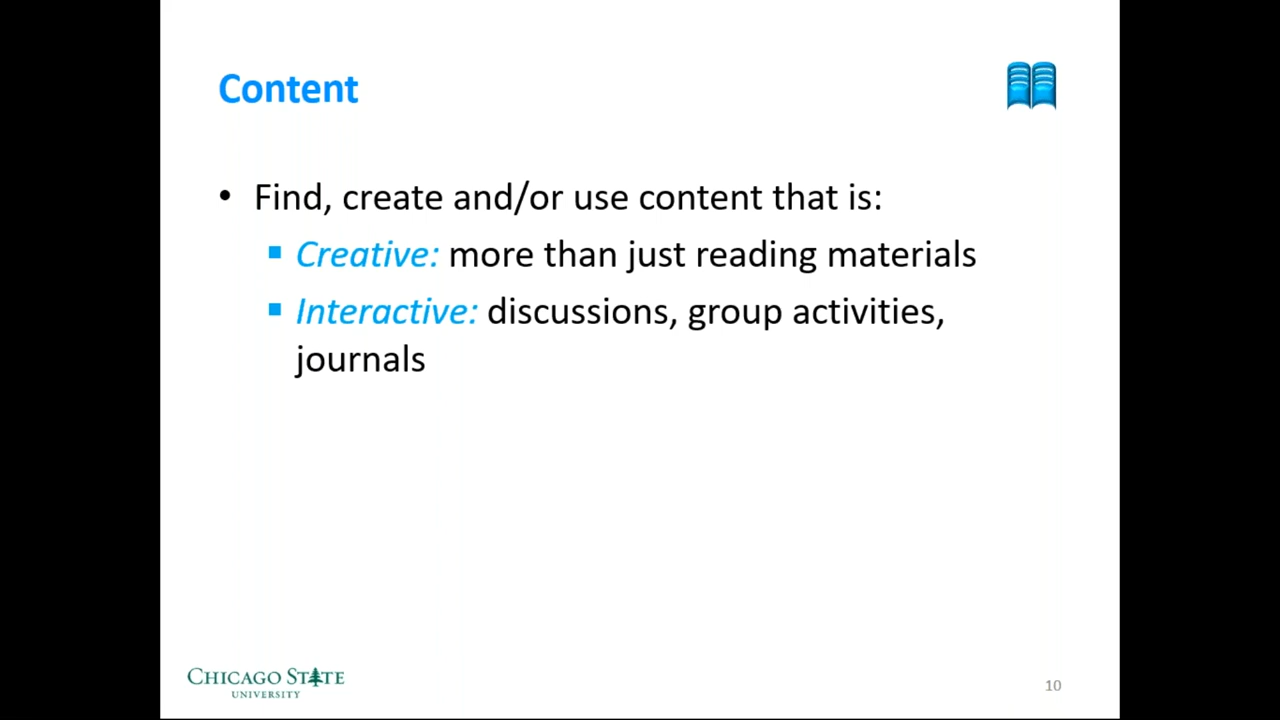 Content
• Find, create and/or use content that is:
▪ Creative: more than just reading materials
▪ Interactive: discussions, group activities,
journals
CHICAGO STATE
UNIVERSITY
10